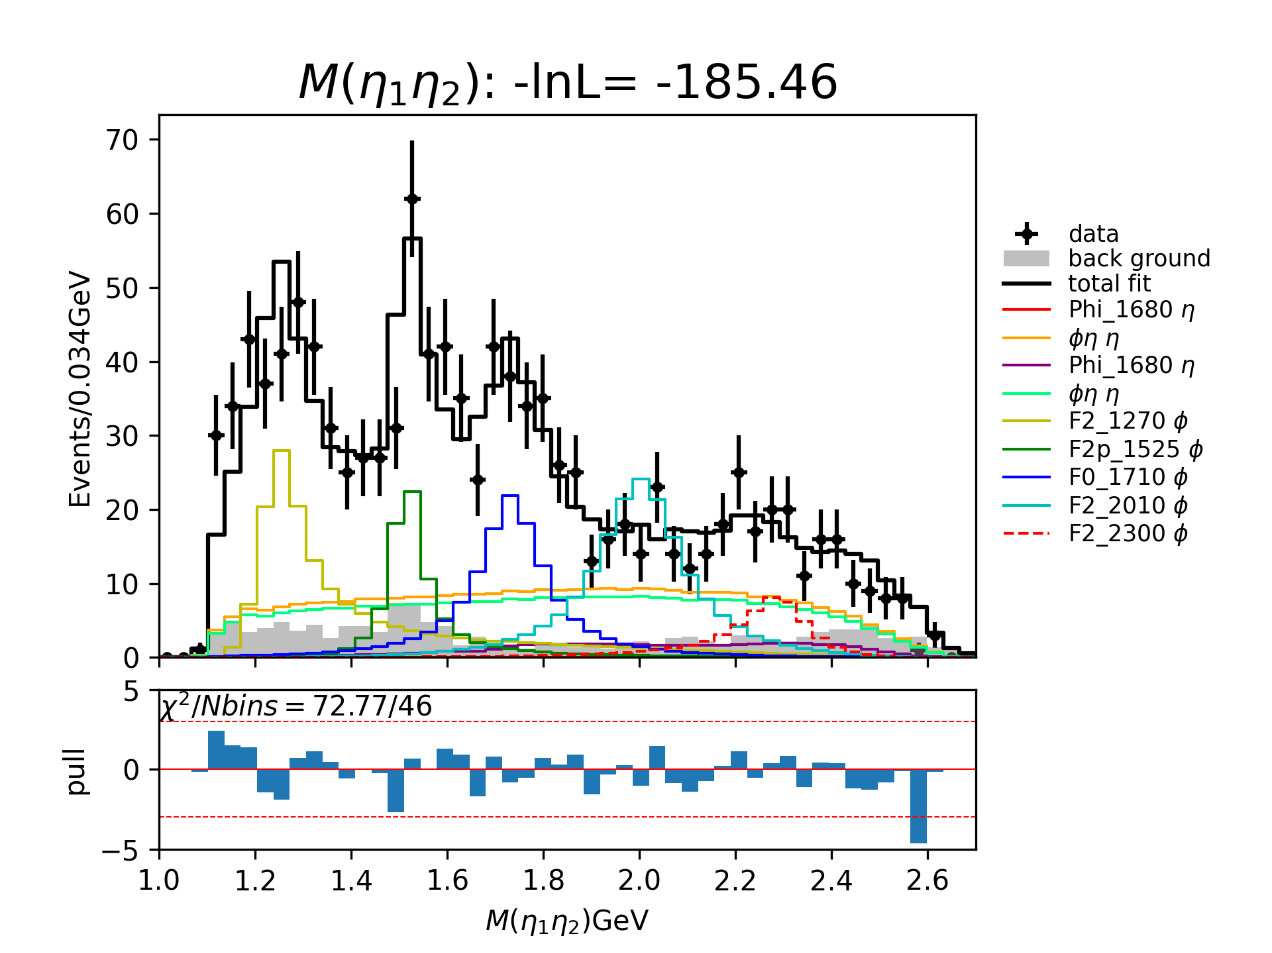 M(η₁η₂): -lnL= -185.46
Events/0.034GeV
70
60
50
40
30
20
10
0
data
back ground
total fit
Phi_1680 η
ϕη η
Phi_1680 η
ϕη η
F2_1270 ϕ
F2p_1525 ϕ
F0_1710 ϕ
F2_2010 ϕ
F2_2300 ϕ
χ²/Nbins = 72.77/46
pull
5
0
−5
1.0 1.2 1.4 1.6 1.8 2.0 2.2 2.4 2.6
M(η₁η₂)GeV